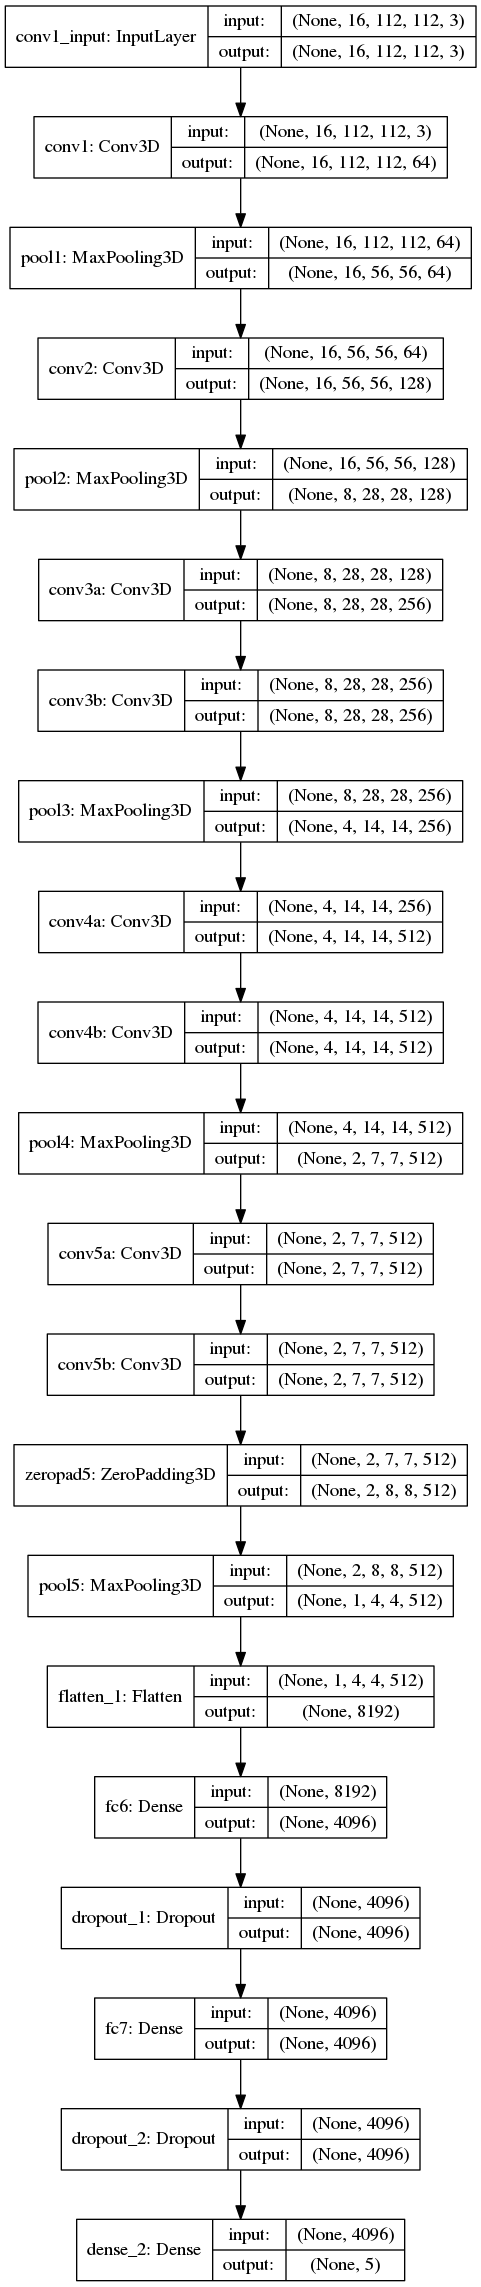 conv1_input: InputLayer
input: (None, 16, 112, 112, 3)
output: (None, 16, 112, 112, 3)
conv1: Conv3D
input: (None, 16, 112, 112, 3)
output: (None, 16, 112, 112, 64)
pool1: MaxPooling3D
input: (None, 16, 112, 112, 64)
output: (None, 16, 56, 56, 64)
conv2: Conv3D
input: (None, 16, 56, 56, 64)
output: (None, 16, 56, 56, 128)
pool2: MaxPooling3D
input: (None, 16, 56, 56, 128)
output: (None, 8, 28, 28, 128)
conv3a: Conv3D
input: (None, 8, 28, 28, 128)
output: (None, 8, 28, 28, 256)
conv3b: Conv3D
input: (None, 8, 28, 28, 256)
output: (None, 8, 28, 28, 256)
pool3: MaxPooling3D
input: (None, 8, 28, 28, 256)
output: (None, 4, 14, 14, 256)
conv4a: Conv3D
input: (None, 4, 14, 14, 256)
output: (None, 4, 14, 14, 512)
conv4b: Conv3D
input: (None, 4, 14, 14, 512)
output: (None, 4, 14, 14, 512)
pool4: MaxPooling3D
input: (None, 4, 14, 14, 512)
output: (None, 2, 7, 7, 512)
conv5a: Conv3D
input: (None, 2, 7, 7, 512)
output: (None, 2, 7, 7, 512)
conv5b: Conv3D
input: (None, 2, 7, 7, 512)
output: (None, 2, 7, 7, 512)
zeropad5: ZeroPadding3D
input: (None, 2, 7, 7, 512)
output: (None, 2, 8, 8, 512)
pool5: MaxPooling3D
input: (None, 2, 8, 8, 512)
output: (None, 1, 4, 4, 512)
flatten_1: Flatten
input: (None, 1, 4, 4, 512)
output: (None, 8192)
fc6: Dense
input: (None, 8192)
output: (None, 4096)
dropout_1: Dropout
input: (None, 4096)
output: (None, 4096)
fc7: Dense
input: (None, 4096)
output: (None, 4096)
dropout_2: Dropout
input: (None, 4096)
output: (None, 4096)
dense_2: Dense
input: (None, 4096)
output: (None, 5)